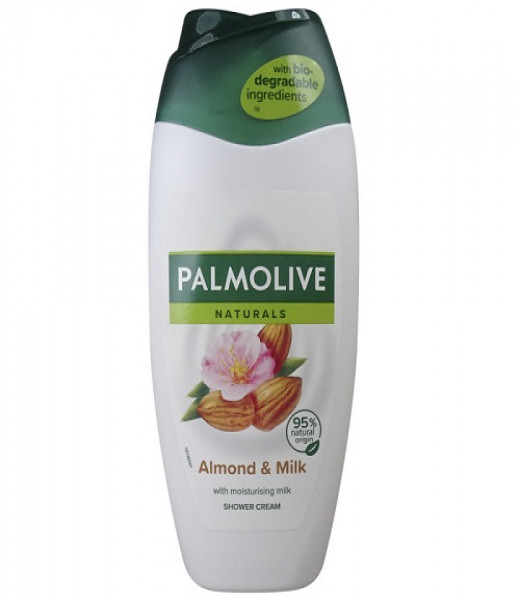 with bio-
degradable
ingredients
PALMOLIVE
NATURALS
95%
natural
origin
Almond & Milk
with moisturising milk
SHOWER CREAM